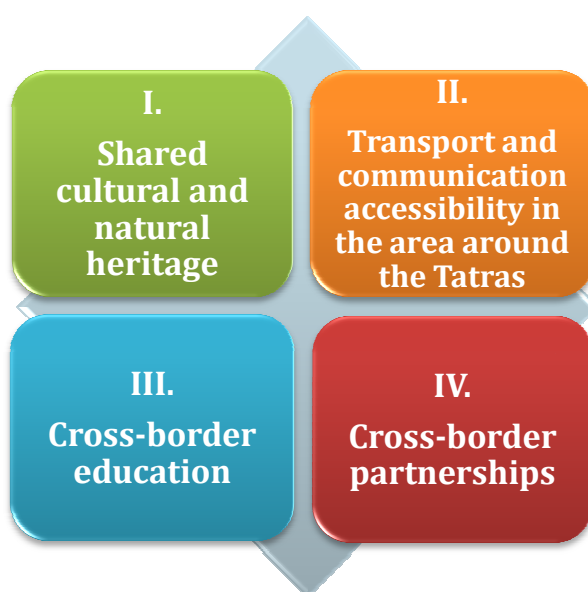 I.
Shared
cultural and
natural
heritage
II.
Transport and
communication
accessibility in
the area around
the Tatras
III.
Cross-border
education
IV.
Cross-border
partnerships